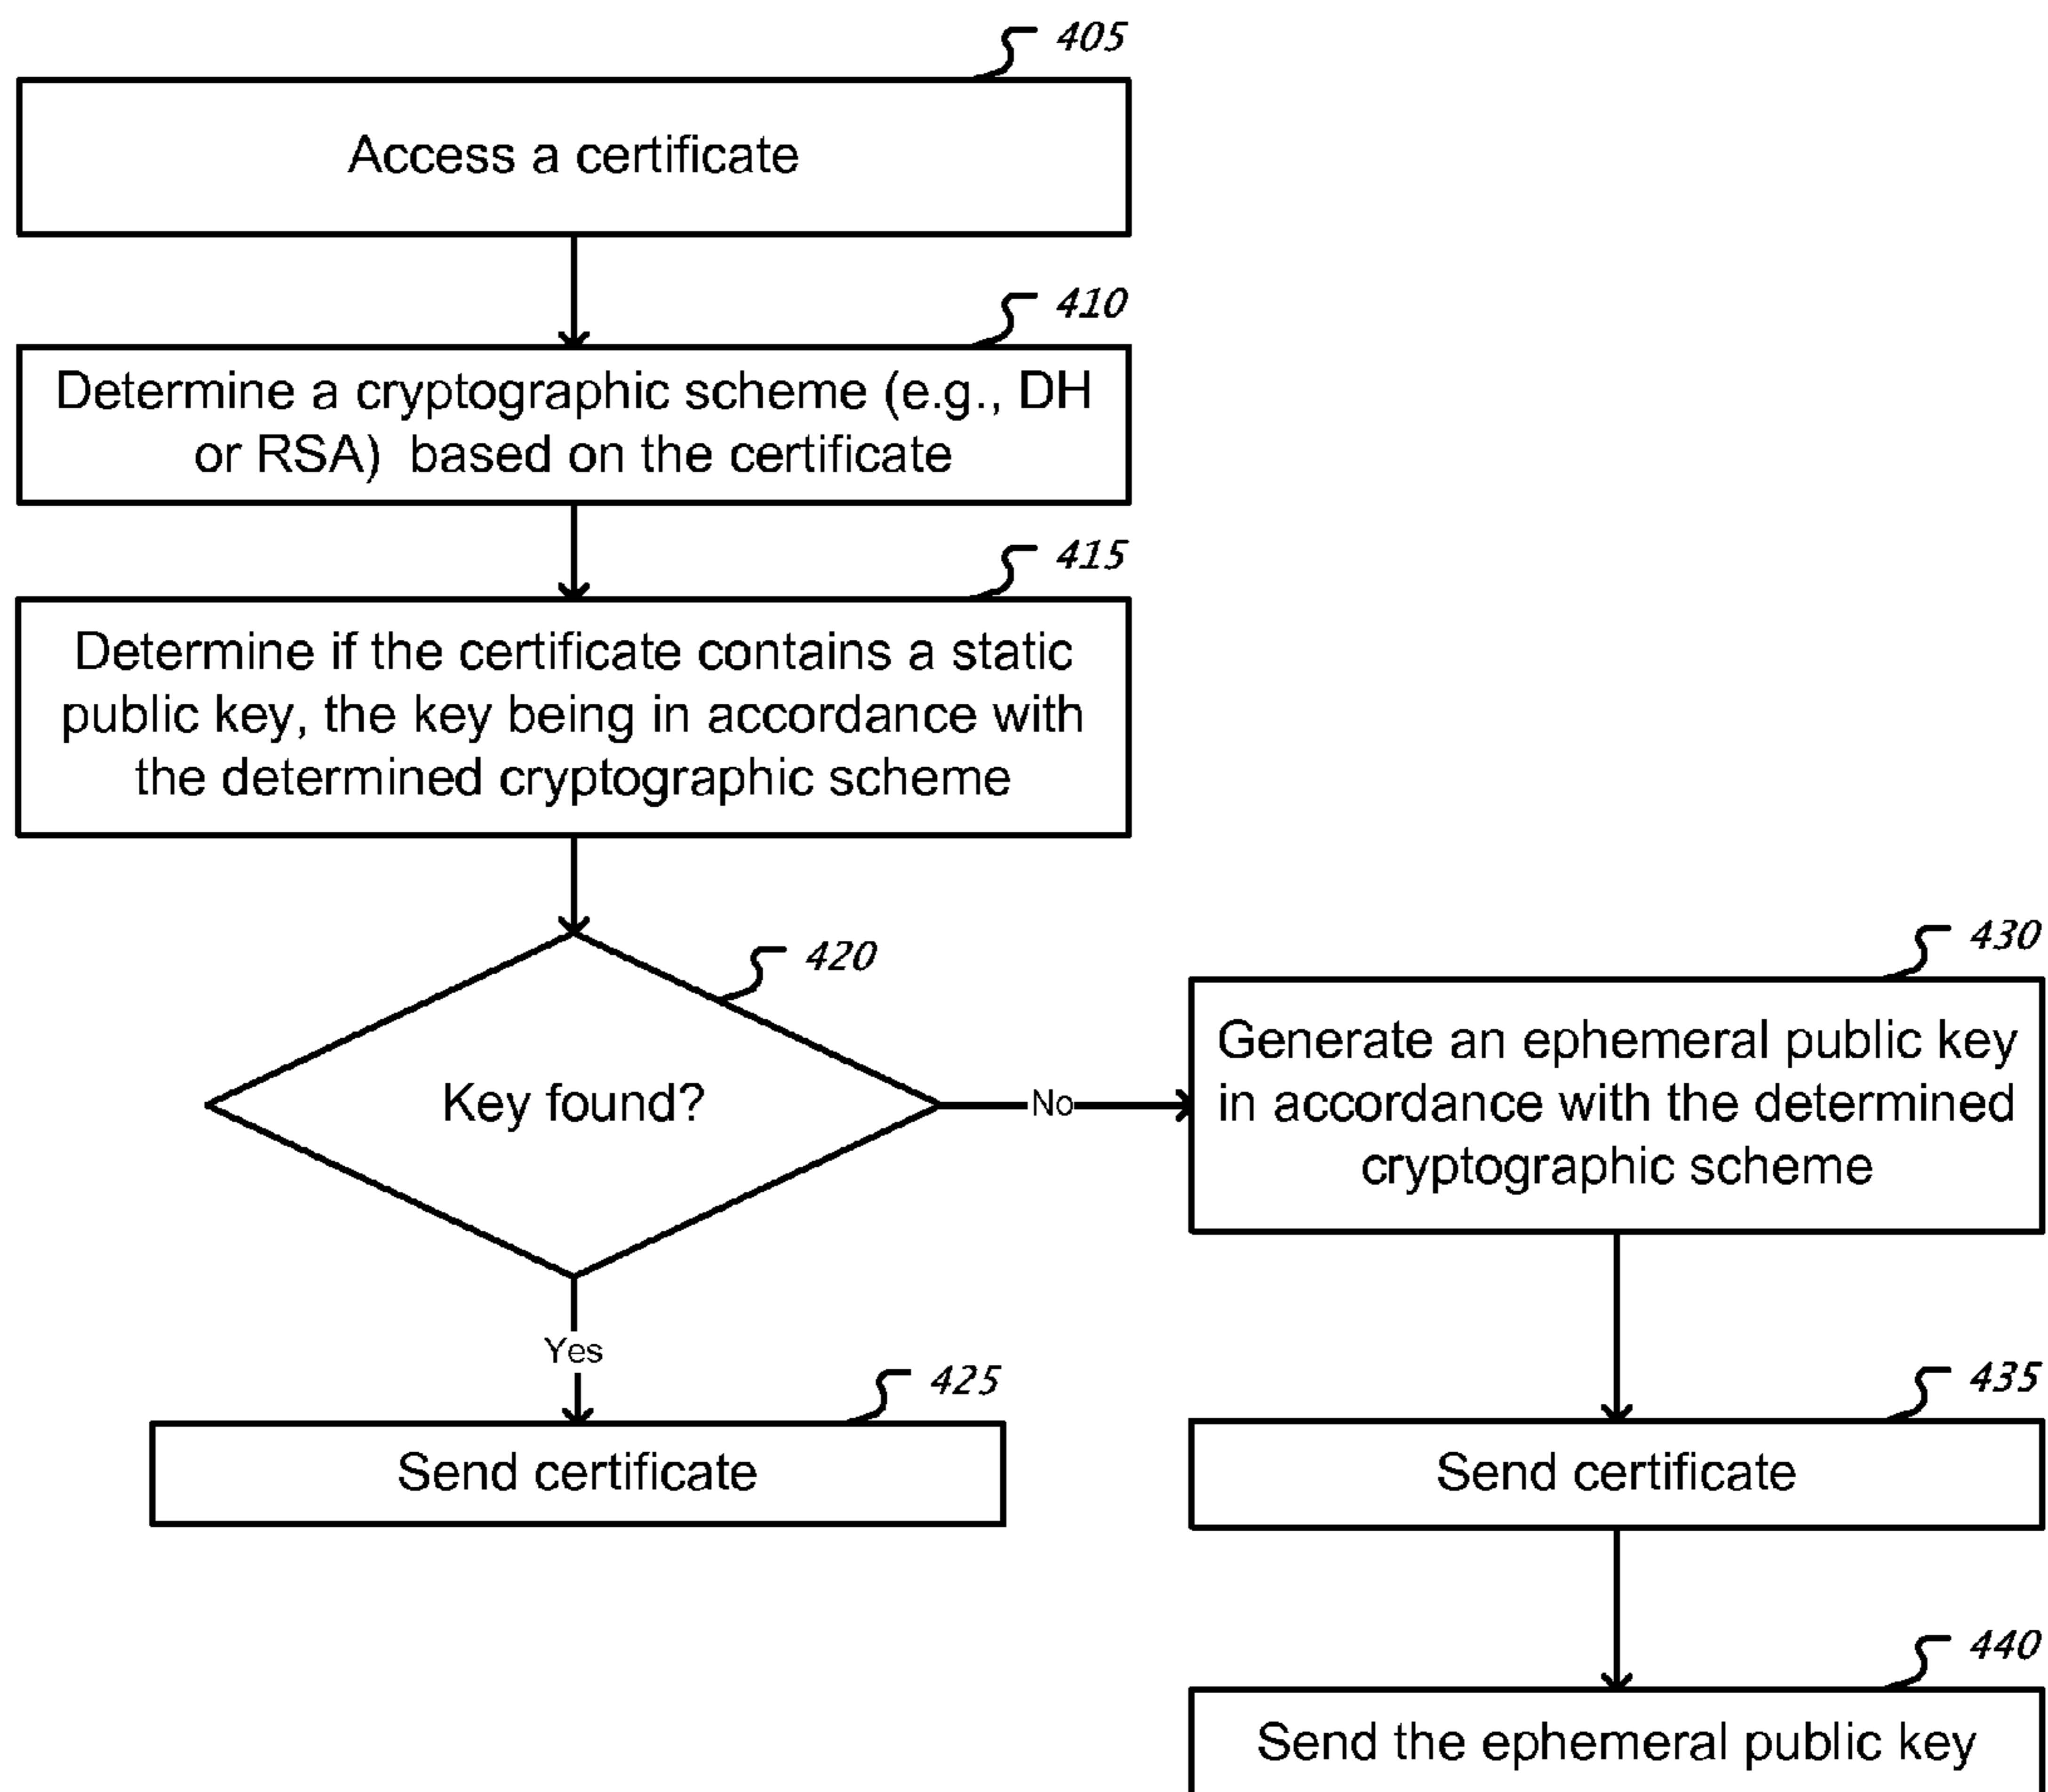 405
Access a certificate
410
Determine a cryptographic scheme (e.g., DH
or RSA) based on the certificate
415
Determine if the certificate contains a static
public key, the key being in accordance with
the determined cryptographic scheme
420
Key found?
No
430
Generate an ephemeral public key
in accordance with the determined
cryptographic scheme
Yes
425
Send certificate
435
Send certificate
440
Send the ephemeral public key